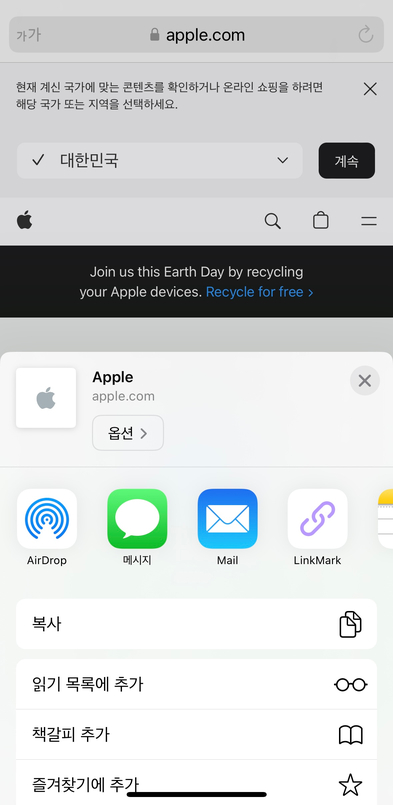 가가 apple.com
현재 계신 국가에 맞는 콘텐츠를 확인하거나 온라인 쇼핑을 하려면
해당 국가 또는 지역을 선택하세요.
대한민국
계속
Join us this Earth Day by recycling
your Apple devices. Recycle for free >
Apple
apple.com
옵션 >
AirDrop 메시지 Mail LinkMark
복사
읽기 목록에 추가
책갈피 추가
즐겨찾기에 추가